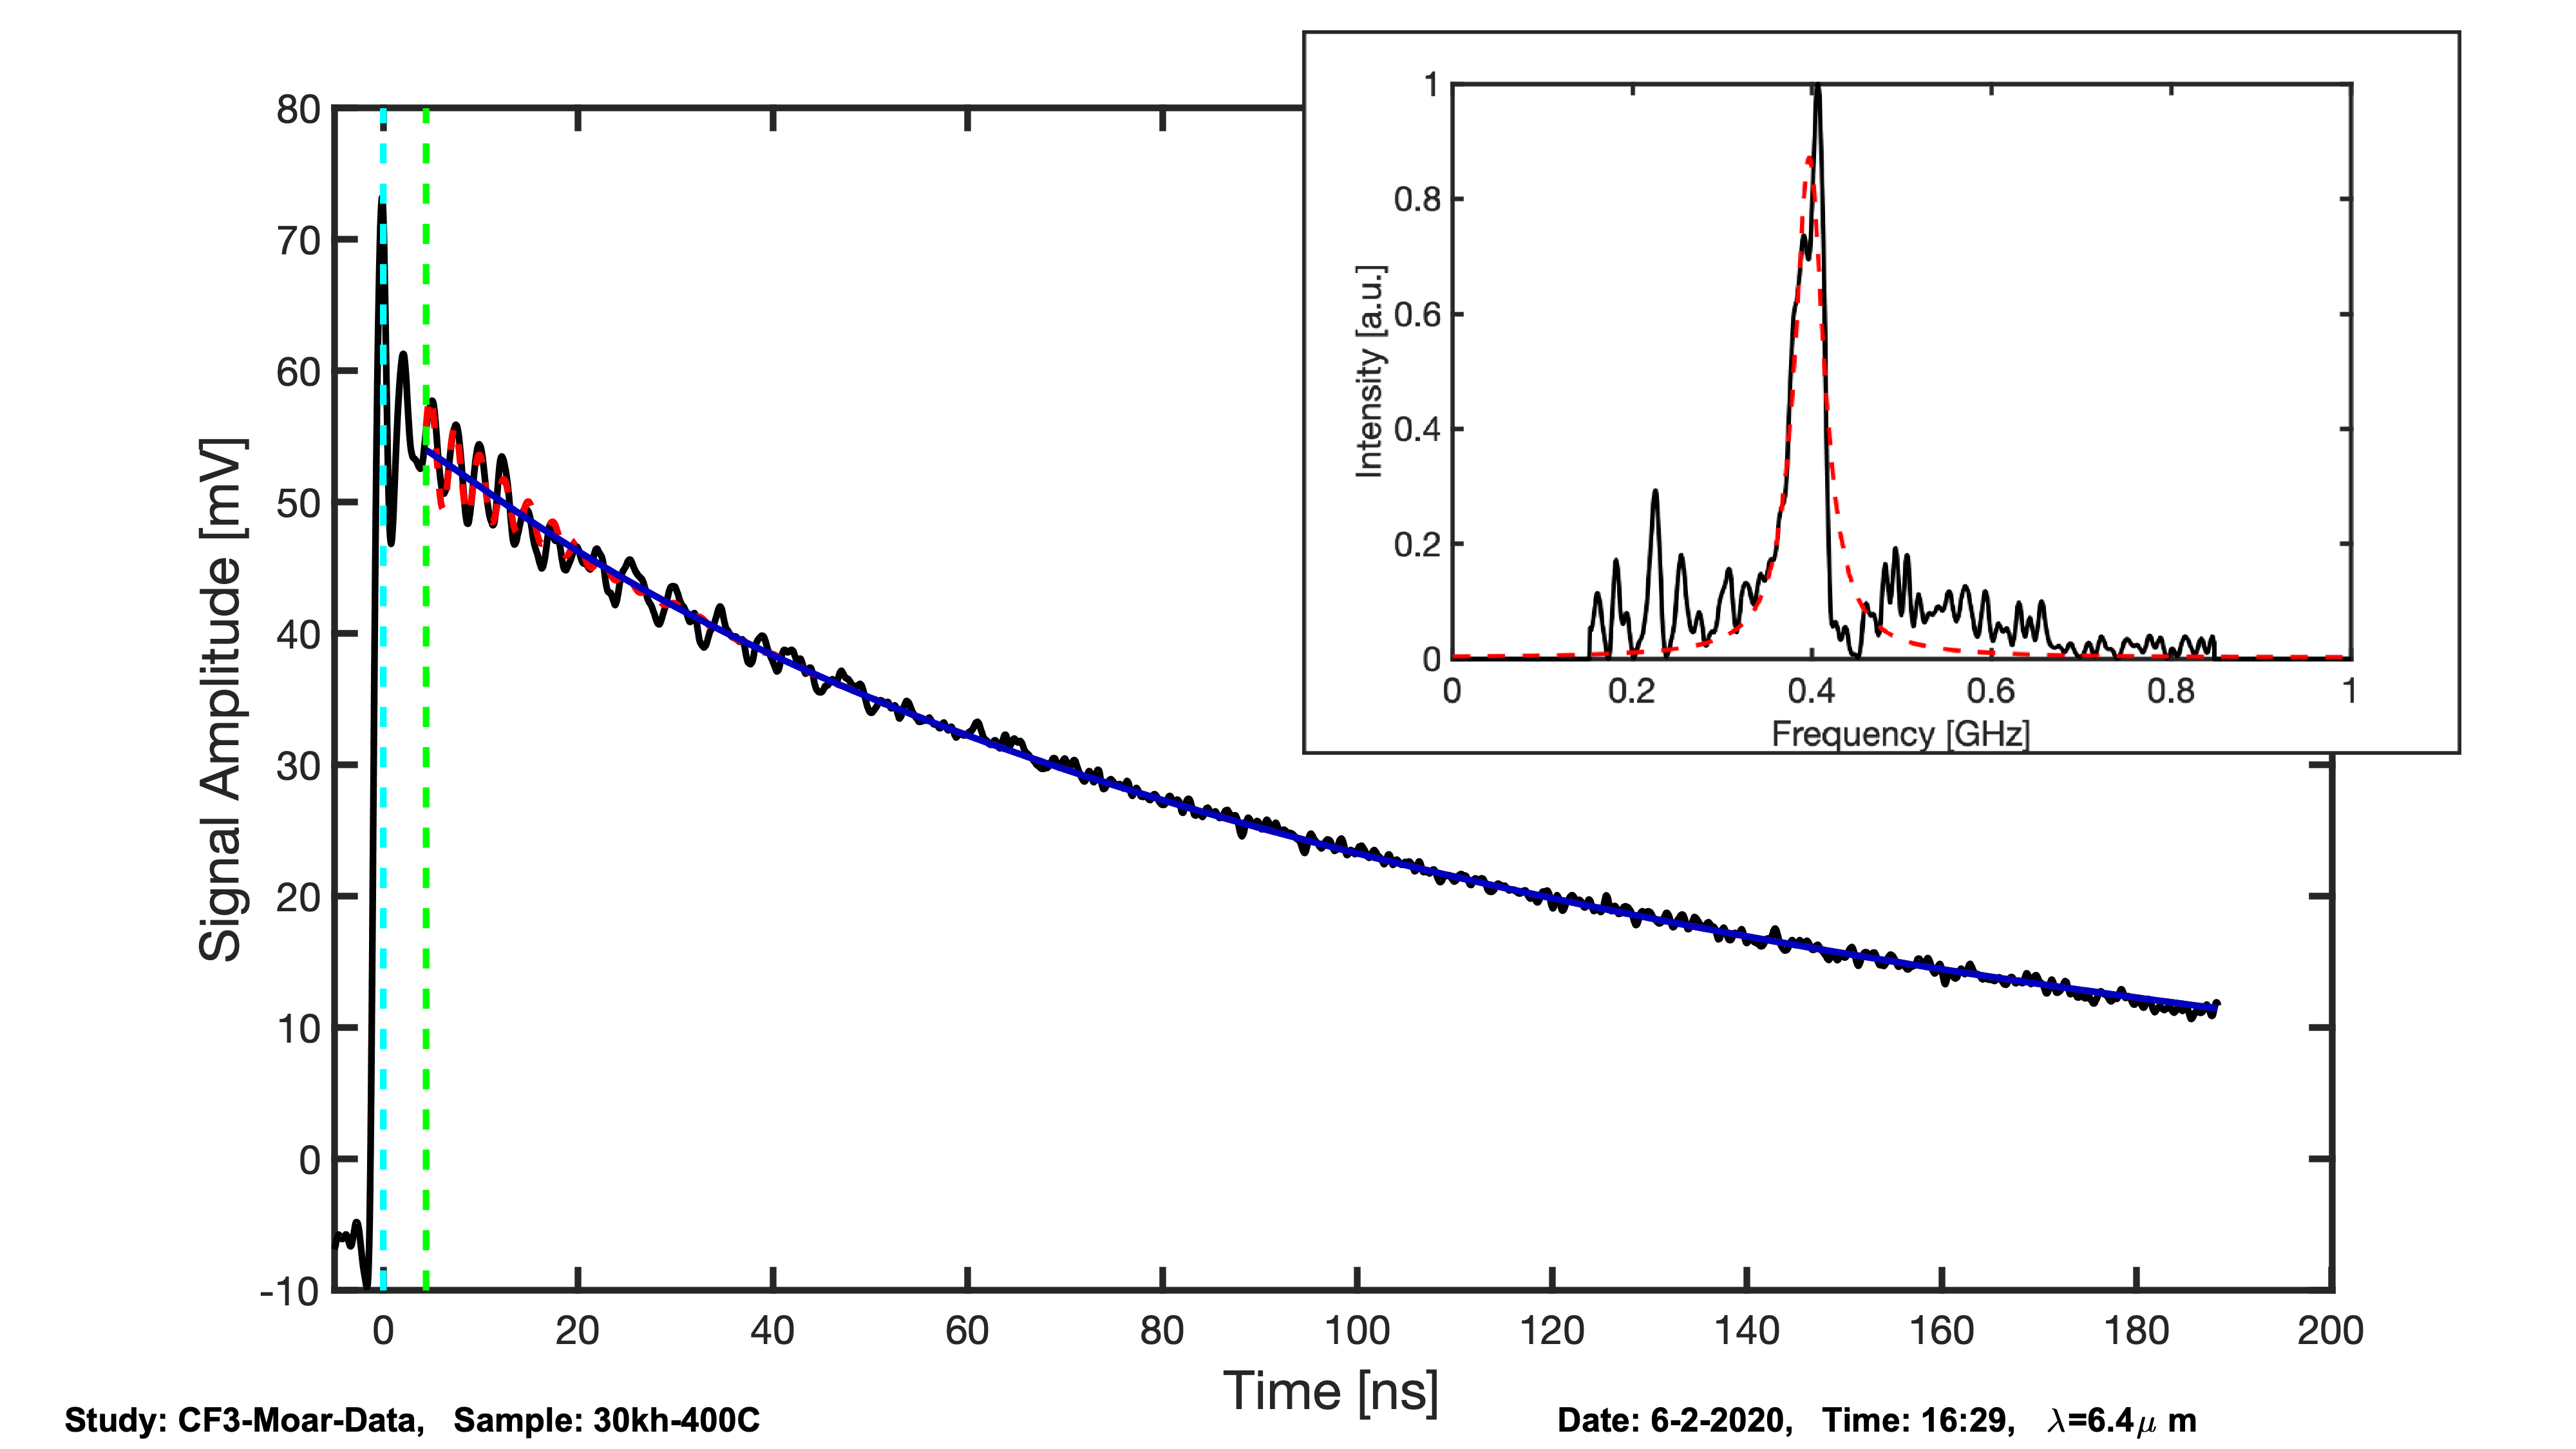 80
70
60
50
40
30
20
10
0
-10
Signal Amplitude [mV]
0 20 40 60 80 100 120 140 160 180 200
Time [ns]
1
0.8
0.6
0.4
0.2
0
Intensity [a.u.]
0 0.2 0.4 0.6 0.8 1
Frequency [GHz]
Study: CF3-Moar-Data, Sample: 30kh-400C
Date: 6-2-2020, Time: 16:29, λ=6.4μ m